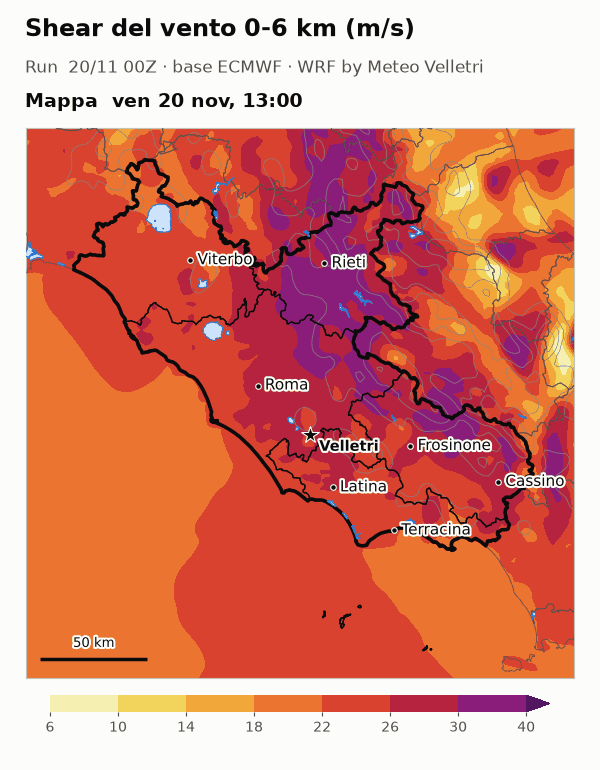 Shear del vento 0-6 km (m/s)
Run  20/11 00Z · base ECMWF · WRF by Meteo Velletri
Mappa  ven 20 nov, 13:00
Viterbo
Rieti
Roma
Velletri
Frosinone
Cassino
Latina
Terracina
50 km
6 10 14 18 22 26 30 40